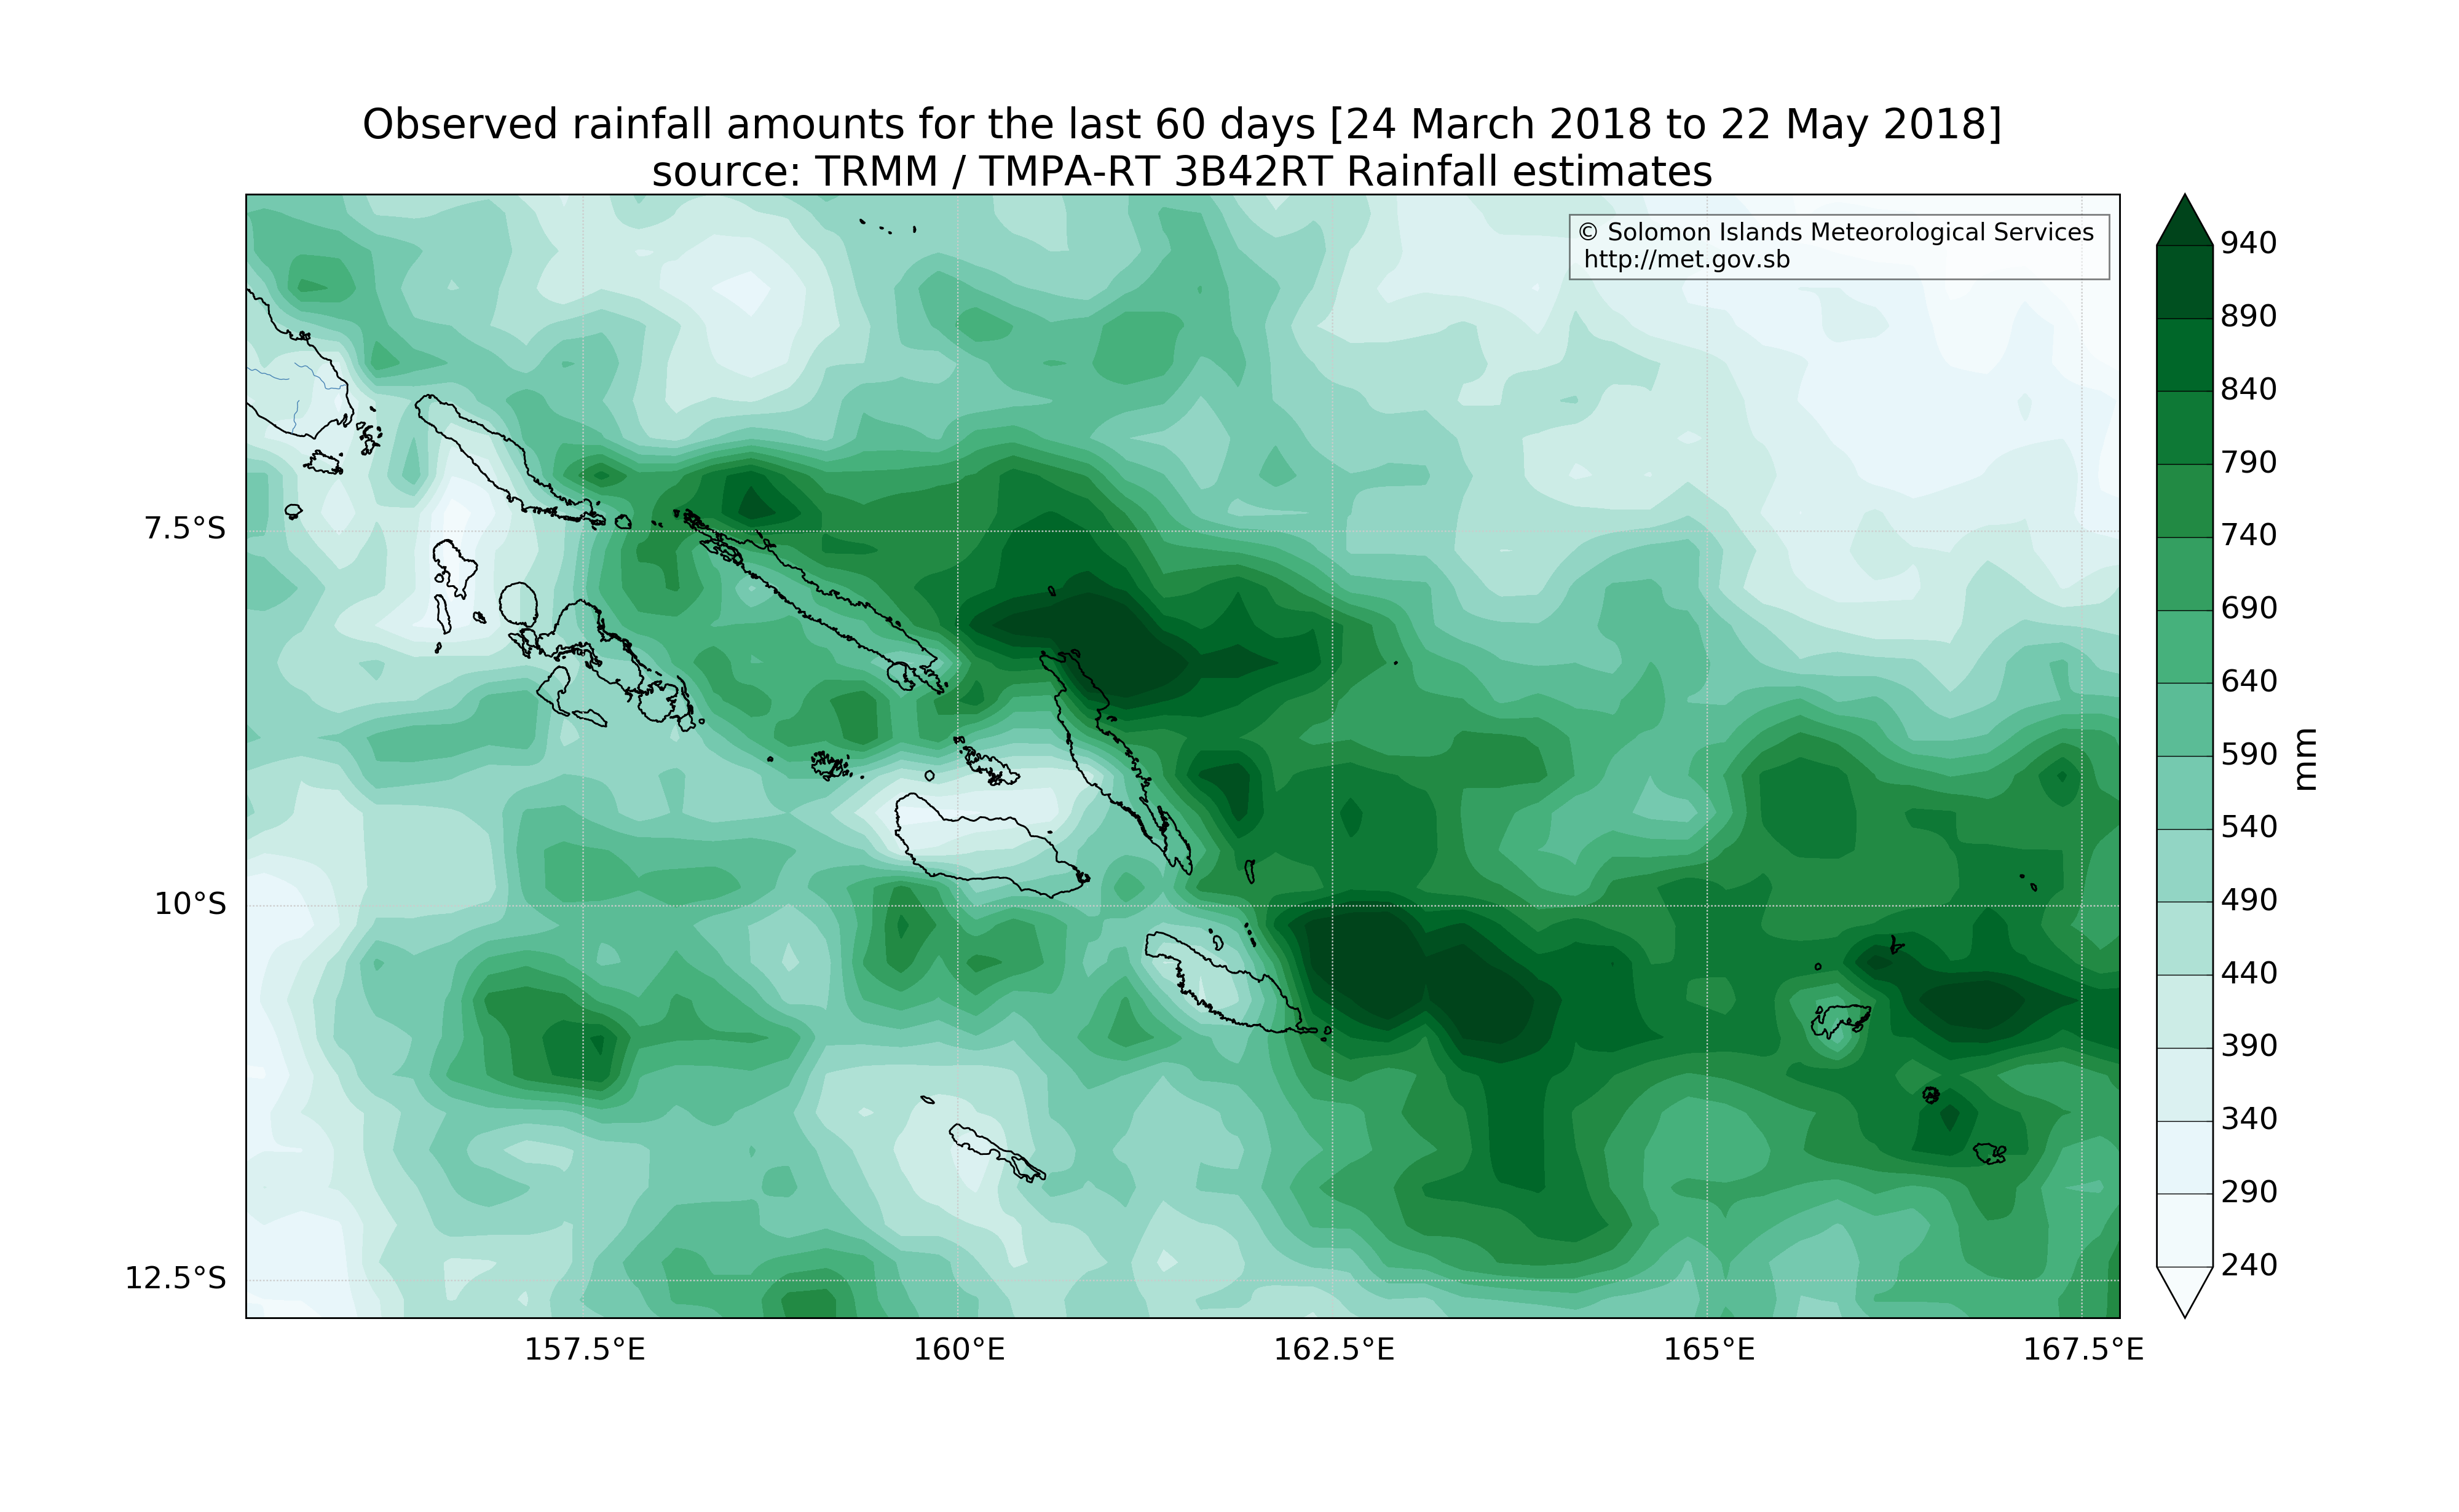 Observed rainfall amounts for the last 60 days [24 March 2018 to 22 May 2018]
source: TRMM / TMPA-RT 3B42RT Rainfall estimates
© Solomon Islands Meteorological Services
http://met.gov.sb
7.5°S
10°S
12.5°S
157.5°E
160°E
162.5°E
165°E
167.5°E
940
890
840
790
740
690
640
590
540
490
440
390
340
290
240
mm